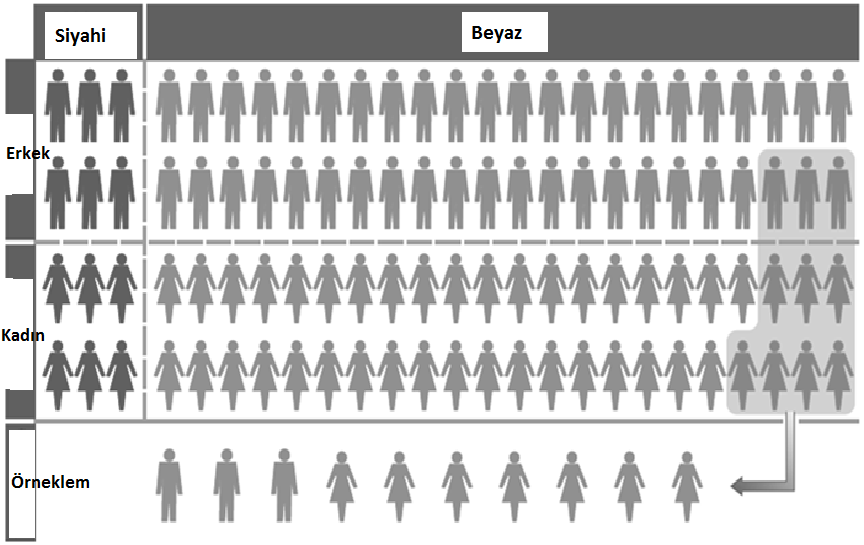 Siyahi
Beyaz
Erkek
Kadın
Örneklem